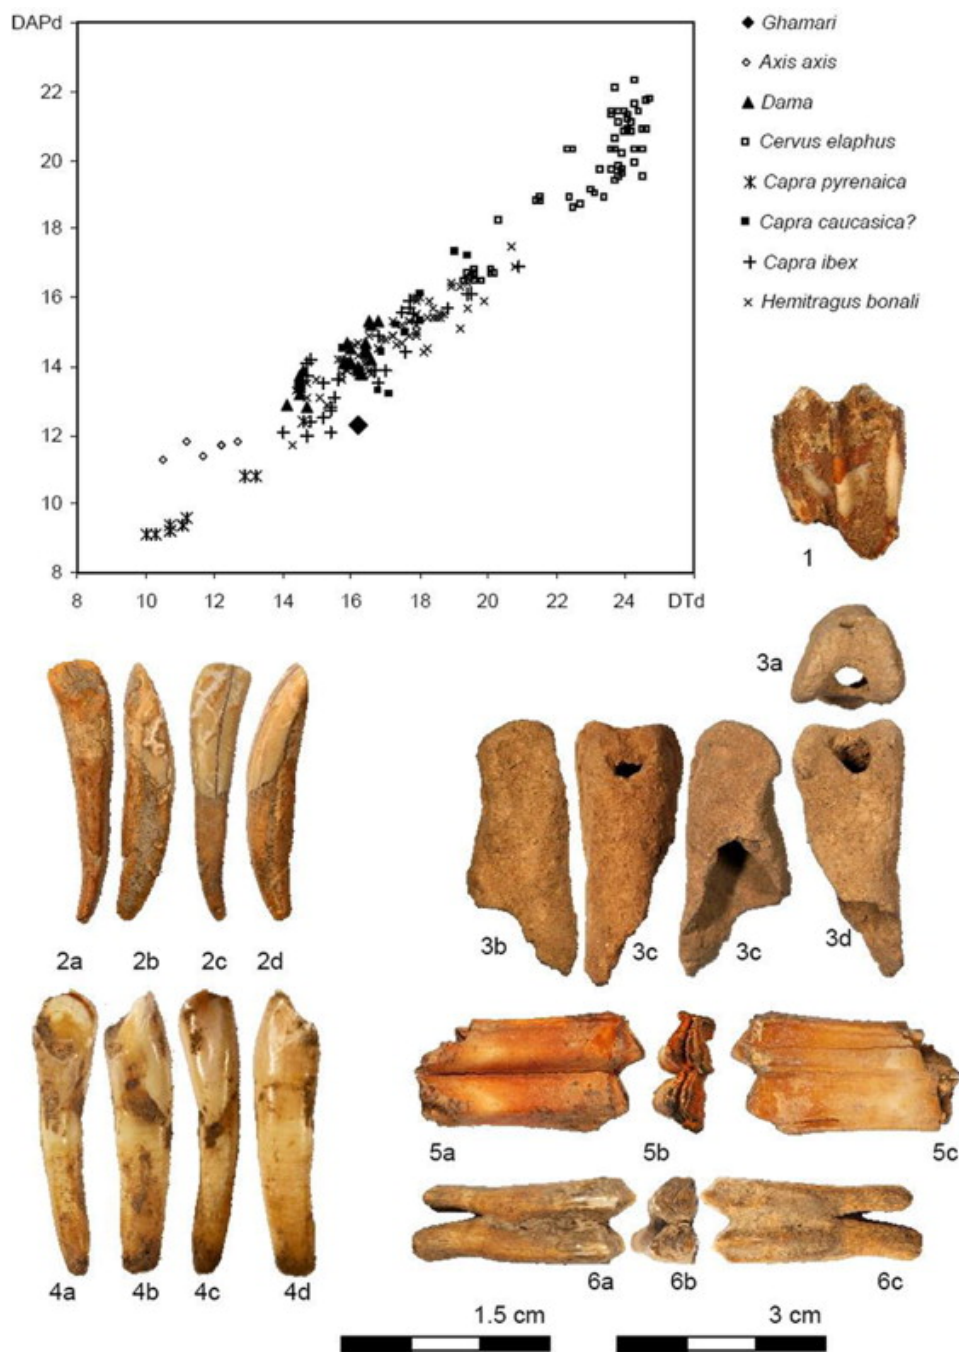 DAPd
22
20
18
16
14
12
10
8
8 10 12 14 16 18 20 22 24 DTd
Ghamari
Axis axis
Dama
Cervus elaphus
Capra pyrenaica
Capra caucasica?
Capra ibex
Hemitragus bonali
1
3a
2a 2b 2c 2d
3b 3c 3c 3d
4a 4b 4c 4d
5a 5b 5c
6a 6b 6c
1.5 cm 3 cm